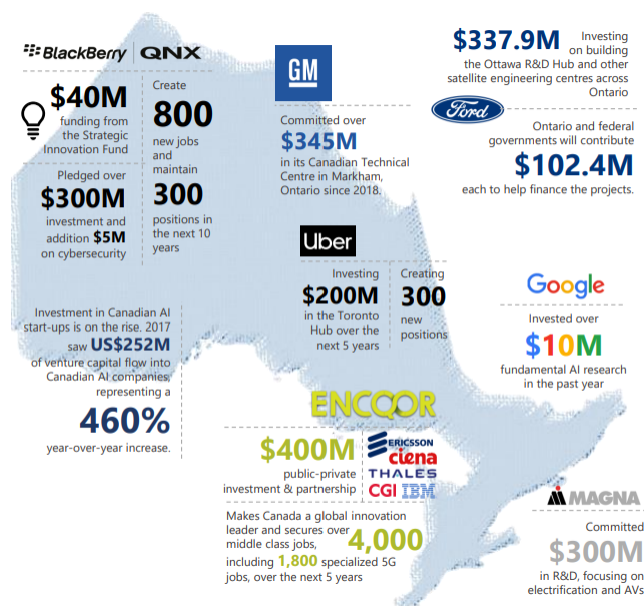 BlackBerry | QNX
$40M
funding from
the Strategic
Innovation Fund
Pledged over
$300M
investment and
addition $5M
on cybersecurity
Create
800
new jobs
and
maintain
300
positions in
the next 10
years
GM
Committed over
$345M
in its Canadian Technical
Centre in Markham,
Ontario since 2018.
$337.9M Investing
on building
the Ottawa R&D Hub and other
satellite engineering centres across
Ontario
Ford
Ontario and federal
governments will contribute
$102.4M
each to help finance the projects.
Uber
Investing
$200M
in the Toronto
Hub over the
next 5 years
Creating
300
new
positions
Google
Invested over
$10M
fundamental AI research
in the past year
Investment in Canadian AI
start-ups is on the rise. 2017
saw US$252M
of venture capital flow into
Canadian AI companies,
representing a
460%
year-over-year increase.
ENCQOR
$400M
public-private
investment & partnership
ERICSSON
ciena
THALES
CGI IBM
Makes Canada a global innovation
leader and secures over 4,000
middle class jobs,
including 1,800 specialized 5G
jobs, over the next 5 years
MAGNA
Committed
$300M
in R&D, focusing on
electrification and AVs